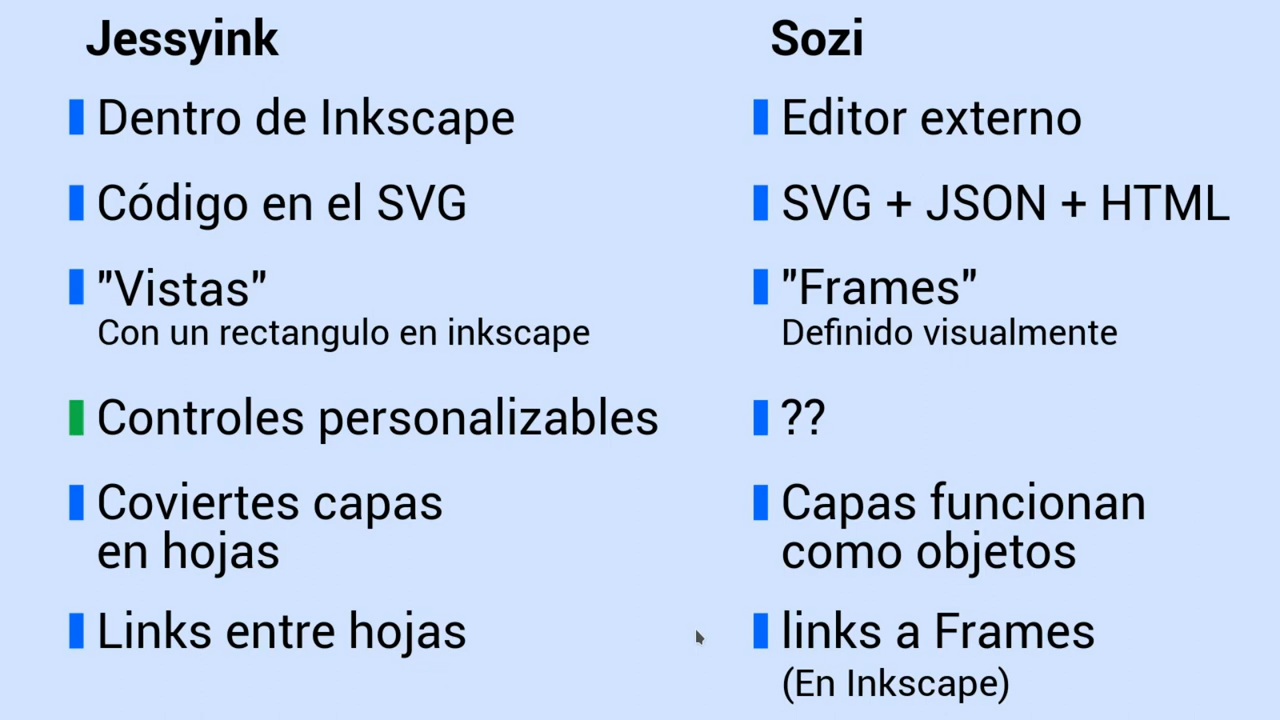 Jessyink
Dentro de Inkscape
Código en el SVG
"Vistas"
Con un rectangulo en inkscape
Controles personalizables
Coviertes capas
en hojas
Links entre hojas
Sozi
Editor externo
SVG + JSON + HTML
"Frames"
Definido visualmente
??
Capas funcionan
como objetos
links a Frames
(En Inkscape)